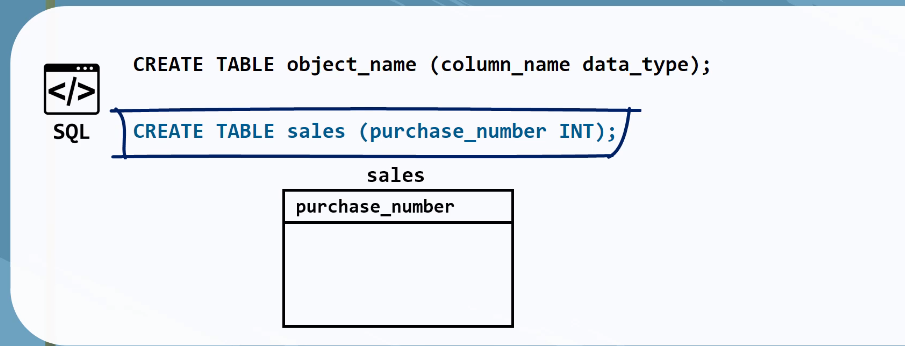 CREATE TABLE object_name (column_name data_type);
</>
SQL
CREATE TABLE sales (purchase_number INT);
sales
purchase_number